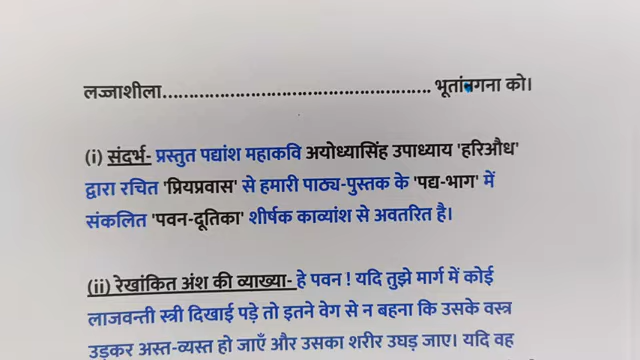 लज्जाशीला................................................... भूतांगना को।
(i) संदर्भ- प्रस्तुत पद्यांश महाकवि अयोध्यासिंह उपाध्याय 'हरिऔध'
द्वारा रचित 'प्रियप्रवास' से हमारी पाठ्य-पुस्तक के 'पद्य-भाग' में
संकलित 'पवन-दूतिका' शीर्षक काव्यांश से अवतरित है।
(ii) रेखांकित अंश की व्याख्या- हे पवन ! यदि तुझे मार्ग में कोई
लाजवन्ती स्त्री दिखाई पड़े तो इतने वेग से न बहना कि उसके वस्त्र
उड़कर अस्त-व्यस्त हो जाएँ और उसका शरीर उघड़ जाए। यदि वह